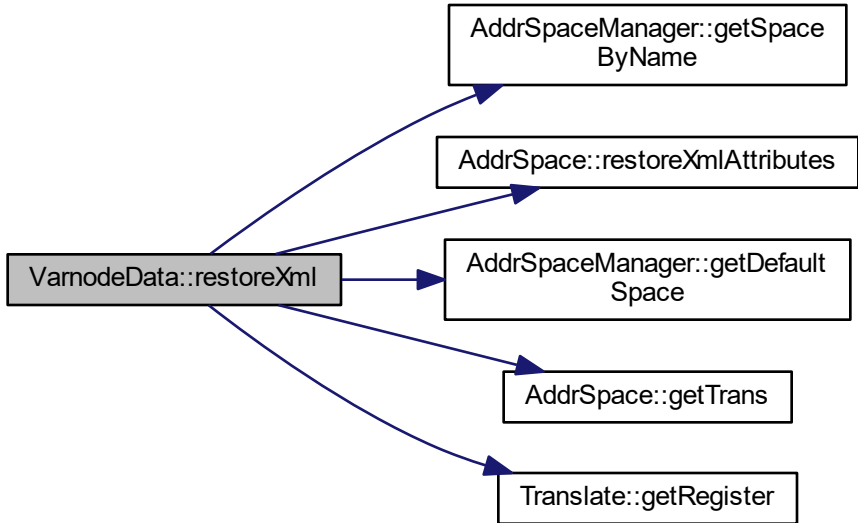 AddrSpaceManager::getSpace
ByName
AddrSpace::restoreXmlAttributes
VarnodeData::restoreXml
AddrSpaceManager::getDefault
Space
AddrSpace::getTrans
Translate::getRegister